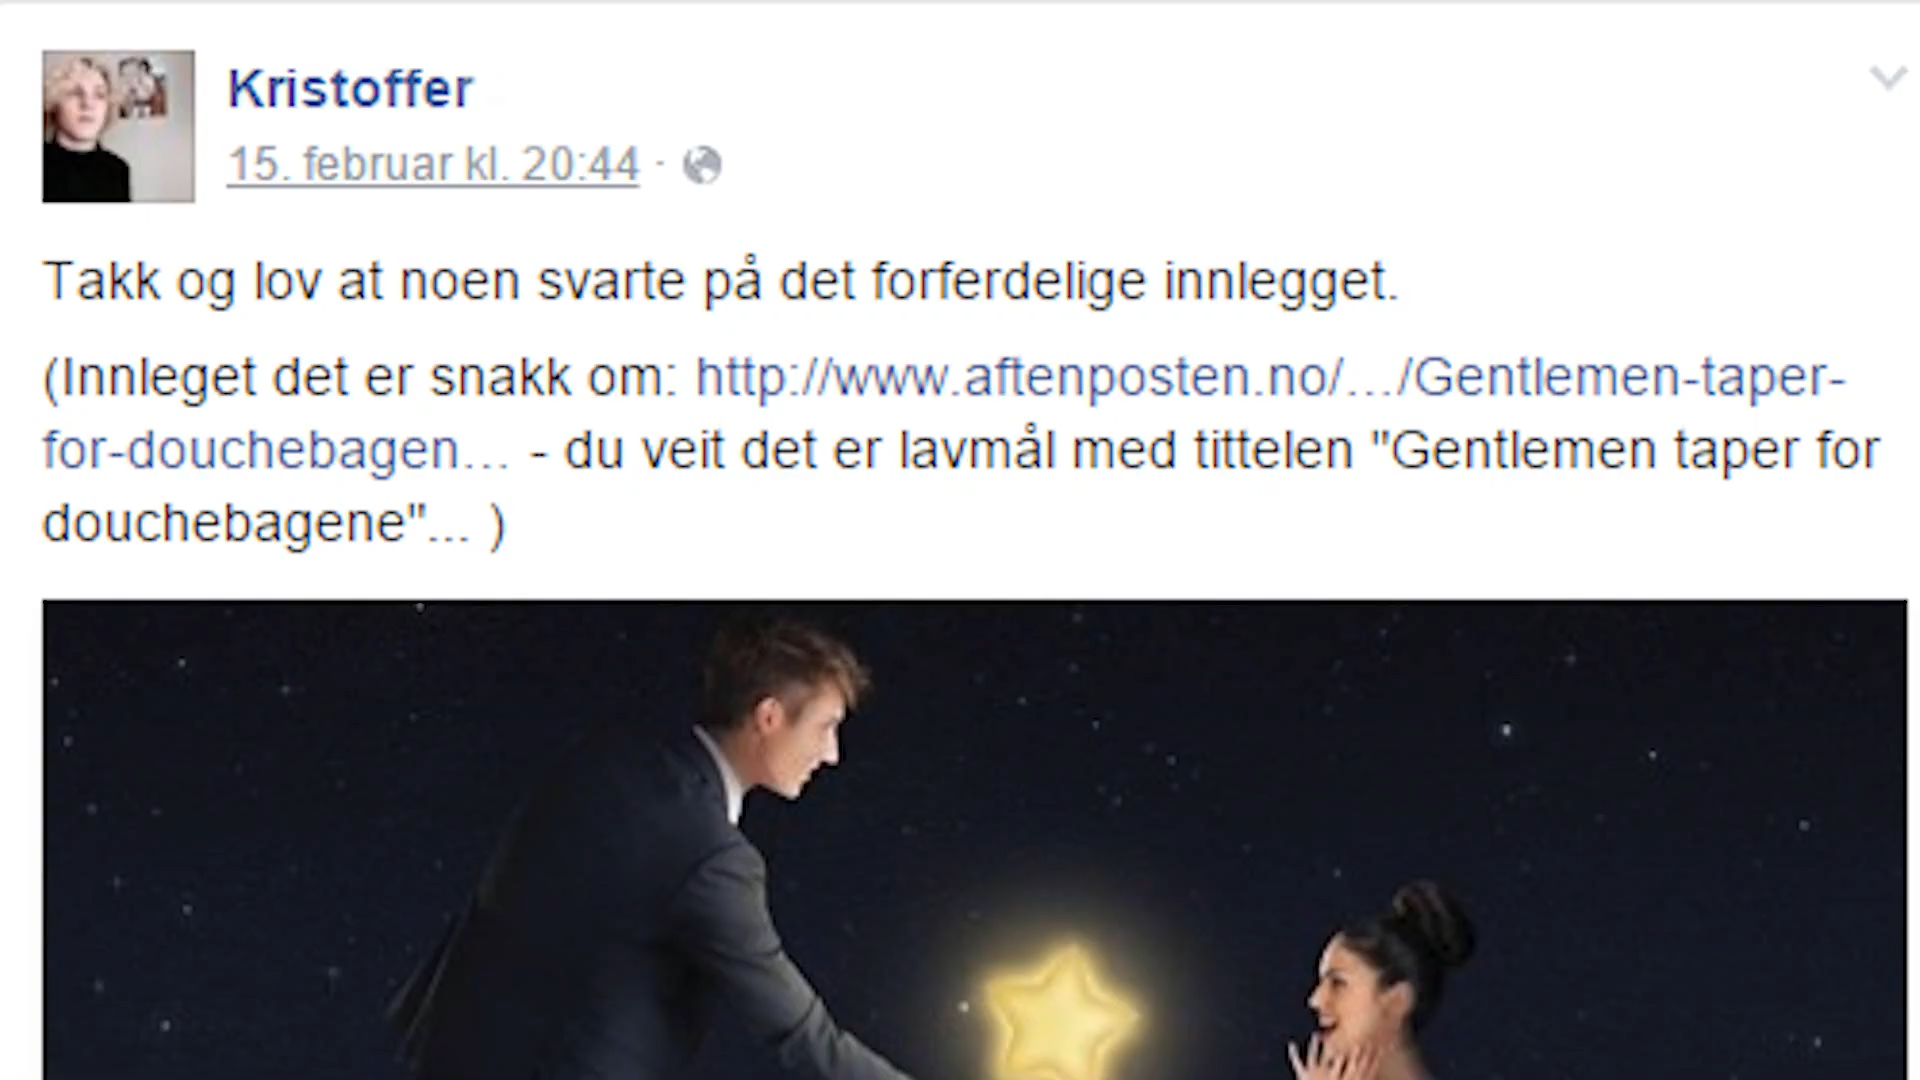 Kristoffer
15. februar kl. 20:44 ·
Takk og lov at noen svarte på det forferdelige innlegget.
(Innleget det er snakk om: http://www.aftenposten.no/.../Gentlemen-taper-
for-douchebagen... - du veit det er lavmål med tittelen "Gentlemen taper for
douchebagene"... )